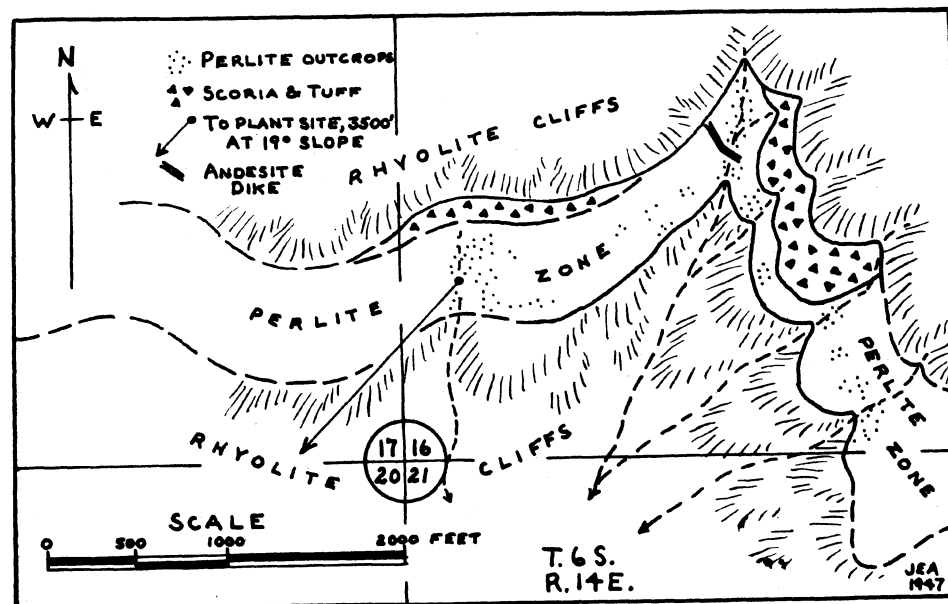 N
W E
PERLITE OUTCROPS
SCORIA & TUFF
TO PLANT SITE, 3500'
AT 19° SLOPE
ANDESITE
DIKE
RHYOLITE CLIFFS
PERLITE ZONE
PERLITE
ZONE
RHYOLITE CLIFFS
17 16
20 21
SCALE
0 500 1000 2000 FEET
T. 6 S.
R. 14 E.
JEA
1947